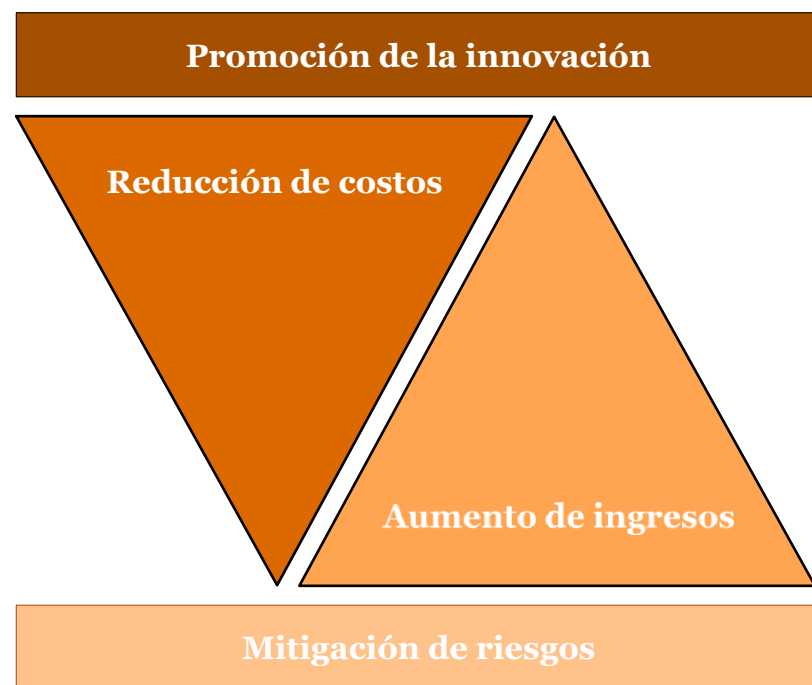 Promoción de la innovación
Reducción de costos
Aumento de ingresos
Mitigación de riesgos